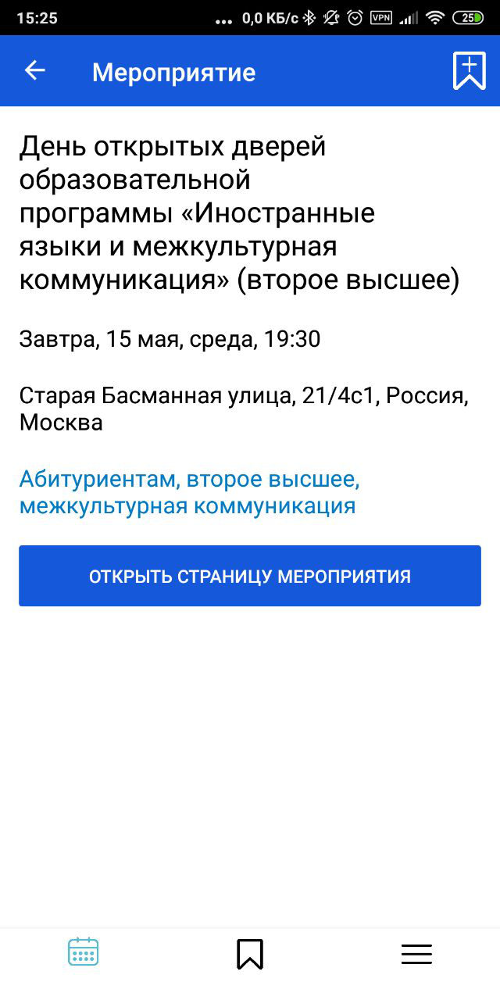 15:25
... 0,0 КБ/с VPN 25
Мероприятие
День открытых дверей
образовательной
программы «Иностранные
языки и межкультурная
коммуникация» (второе высшее)
Завтра, 15 мая, среда, 19:30
Старая Басманная улица, 21/4с1, Россия,
Москва
Абитуриентам, второе высшее,
межкультурная коммуникация
ОТКРЫТЬ СТРАНИЦУ МЕРОПРИЯТИЯ